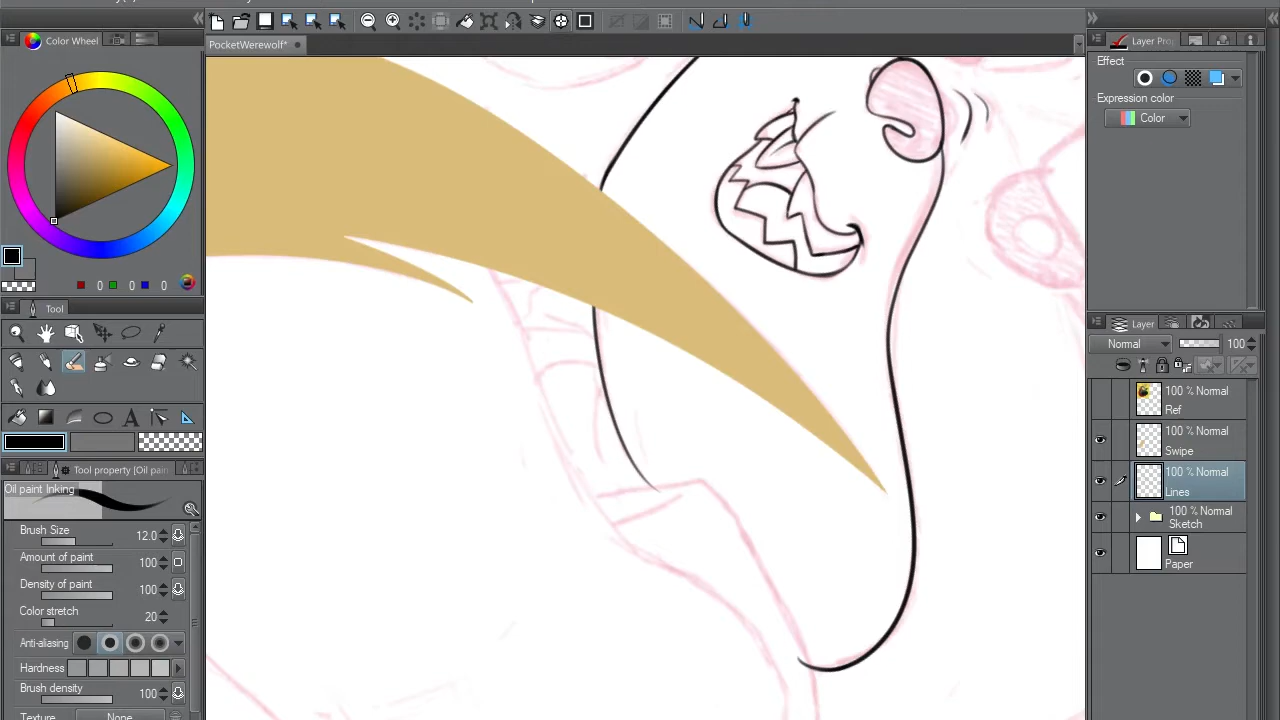 PocketWerewolf*
Color Wheel
0 0 0
Tool
Tool property [Oil pain
Oil paint Inking
Brush Size 12.0
Amount of paint 100
Density of paint 100
Color stretch 20
Anti-aliasing
Hardness
Brush density 100
Texture None
Layer Prop
Effect
Expression color
Color
Layer
Normal 100
100 % Normal
Ref
100 % Normal
Swipe
100 % Normal
Lines
100 % Normal
Sketch
Paper